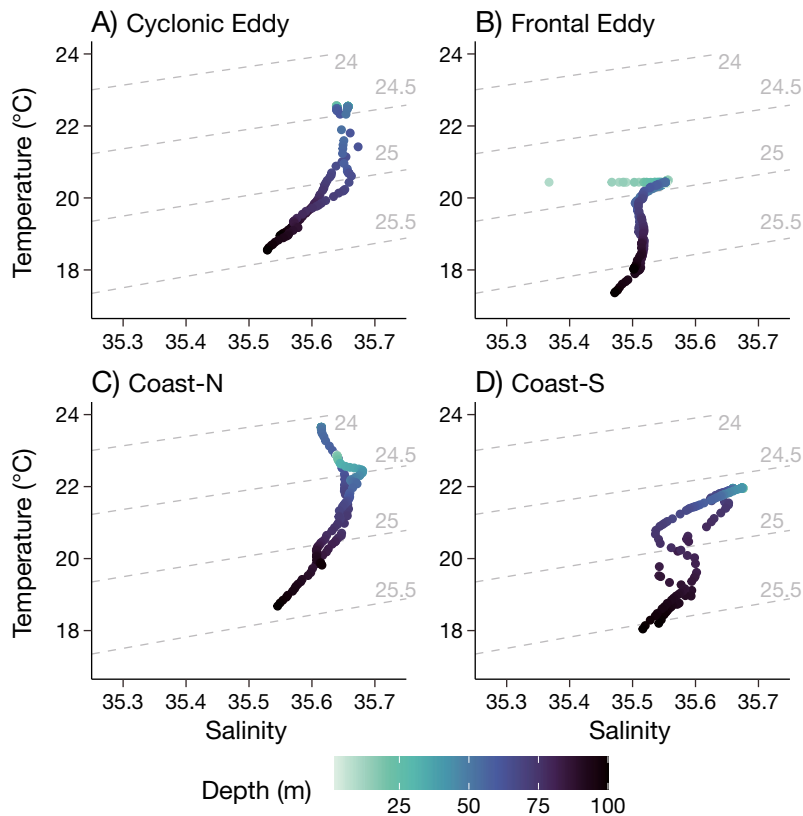 A) Cyclonic Eddy
B) Frontal Eddy
24
24
24.5
24.5
25
25
25.5
25.5
Temperature (°C)
24
22
20
18
24
22
20
18
35.3 35.4 35.5 35.6 35.7
35.3 35.4 35.5 35.6 35.7
C) Coast-N
D) Coast-S
24
24
24.5
24.5
25
25
25.5
25.5
Temperature (°C)
24
22
20
18
24
22
20
18
35.3 35.4 35.5 35.6 35.7
35.3 35.4 35.5 35.6 35.7
Salinity
Salinity
Depth (m)
25 50 75 100